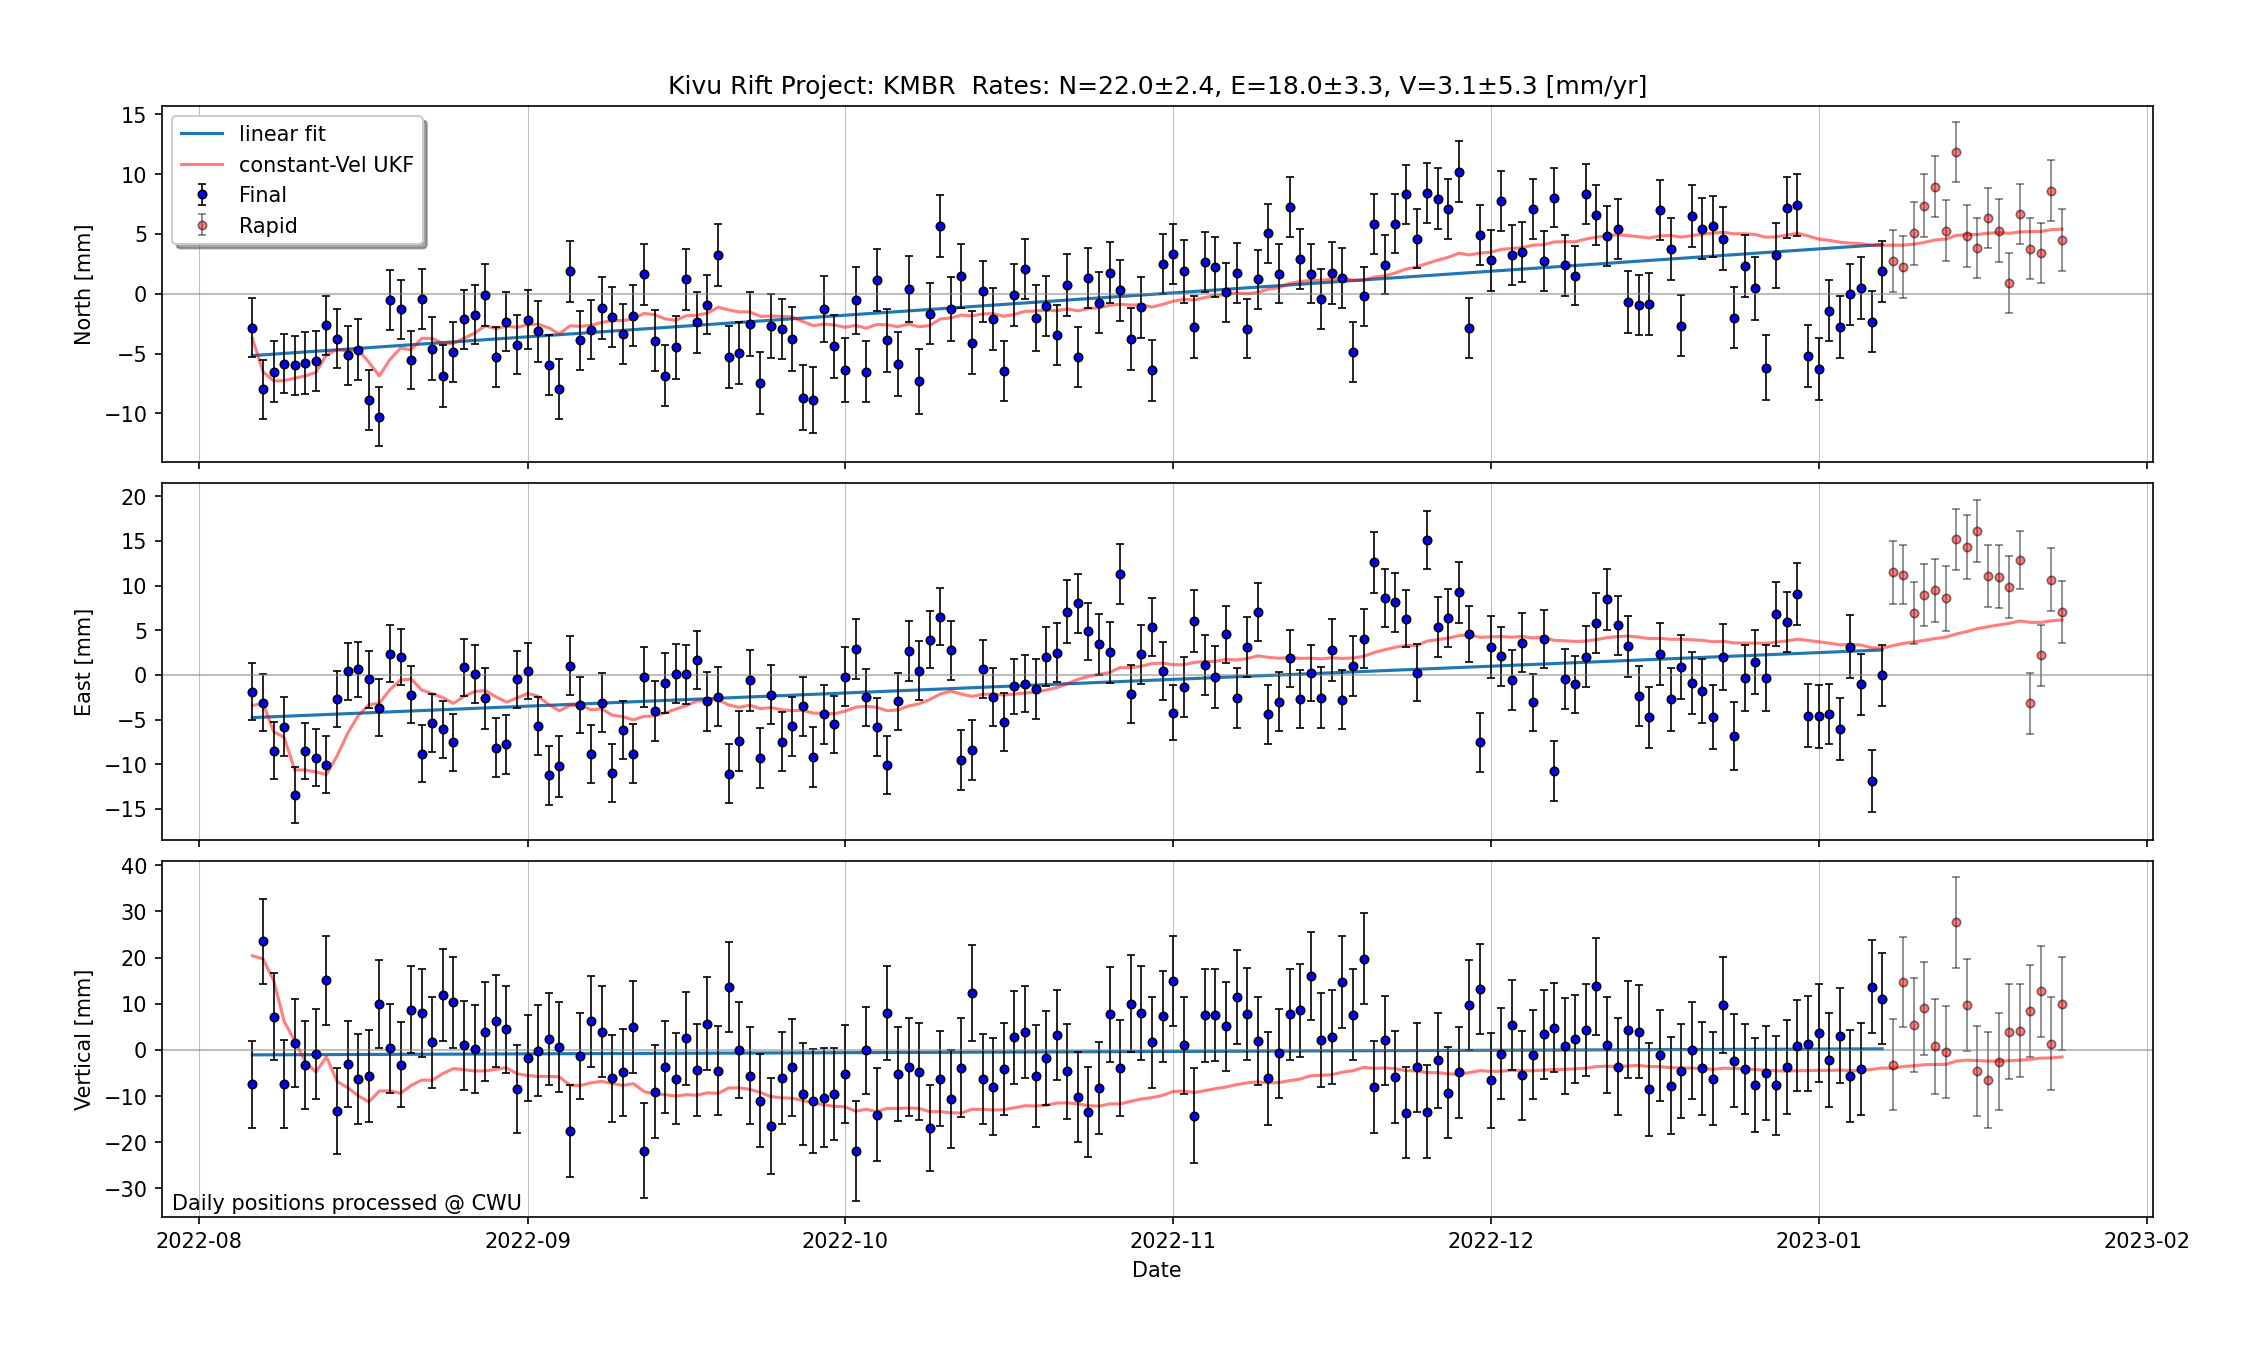 Kivu Rift Project: KMBR  Rates: N=22.0±2.4, E=18.0±3.3, V=3.1±5.3 [mm/yr]
linear fit
constant-Vel UKF
Final
Rapid
North [mm]
15
10
5
0
−5
−10
East [mm]
20
15
10
5
0
−5
−10
−15
Vertical [mm]
40
30
20
10
0
−10
−20
−30
Daily positions processed @ CWU
2022-08 2022-09 2022-10 2022-11 2022-12 2023-01 2023-02
Date